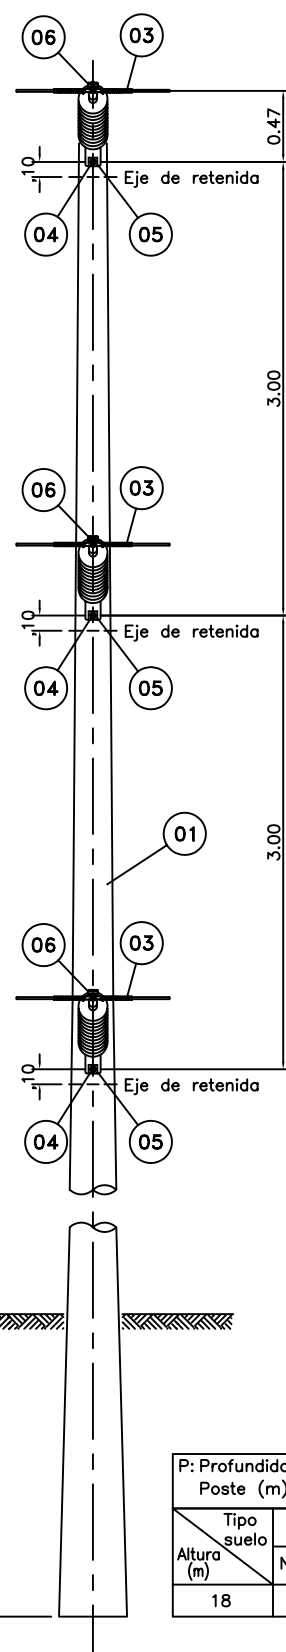 06
03
0.47
.10
Eje de retenida
04
05
3.00
06
03
.10
Eje de retenida
04
05
01
3.00
06
03
.10
Eje de retenida
04
05
P: Profundida
Poste (m)
Tipo
suelo
Altura
(m)
N
18